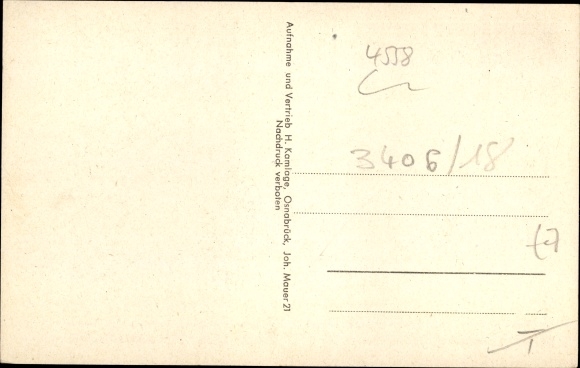 Aufnahme und Vertrieb H. Kamlage, Osnabrück, Joh. Mauer 21
Nachdruck verboten
4558
3406/18